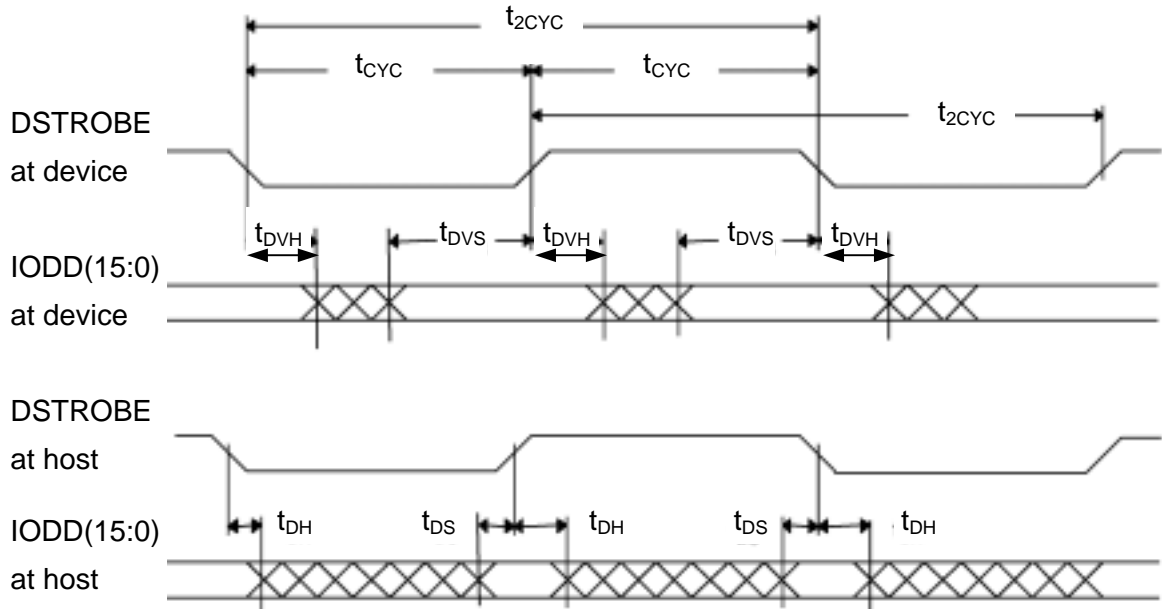 t2CYC
tCYC tCYC
t2CYC
DSTROBE
at device
tDVH tDVS tDVH tDVS tDVH
IODD(15:0)
at device
DSTROBE
at host
tDH tDS tDH tDS tDH
IODD(15:0)
at host